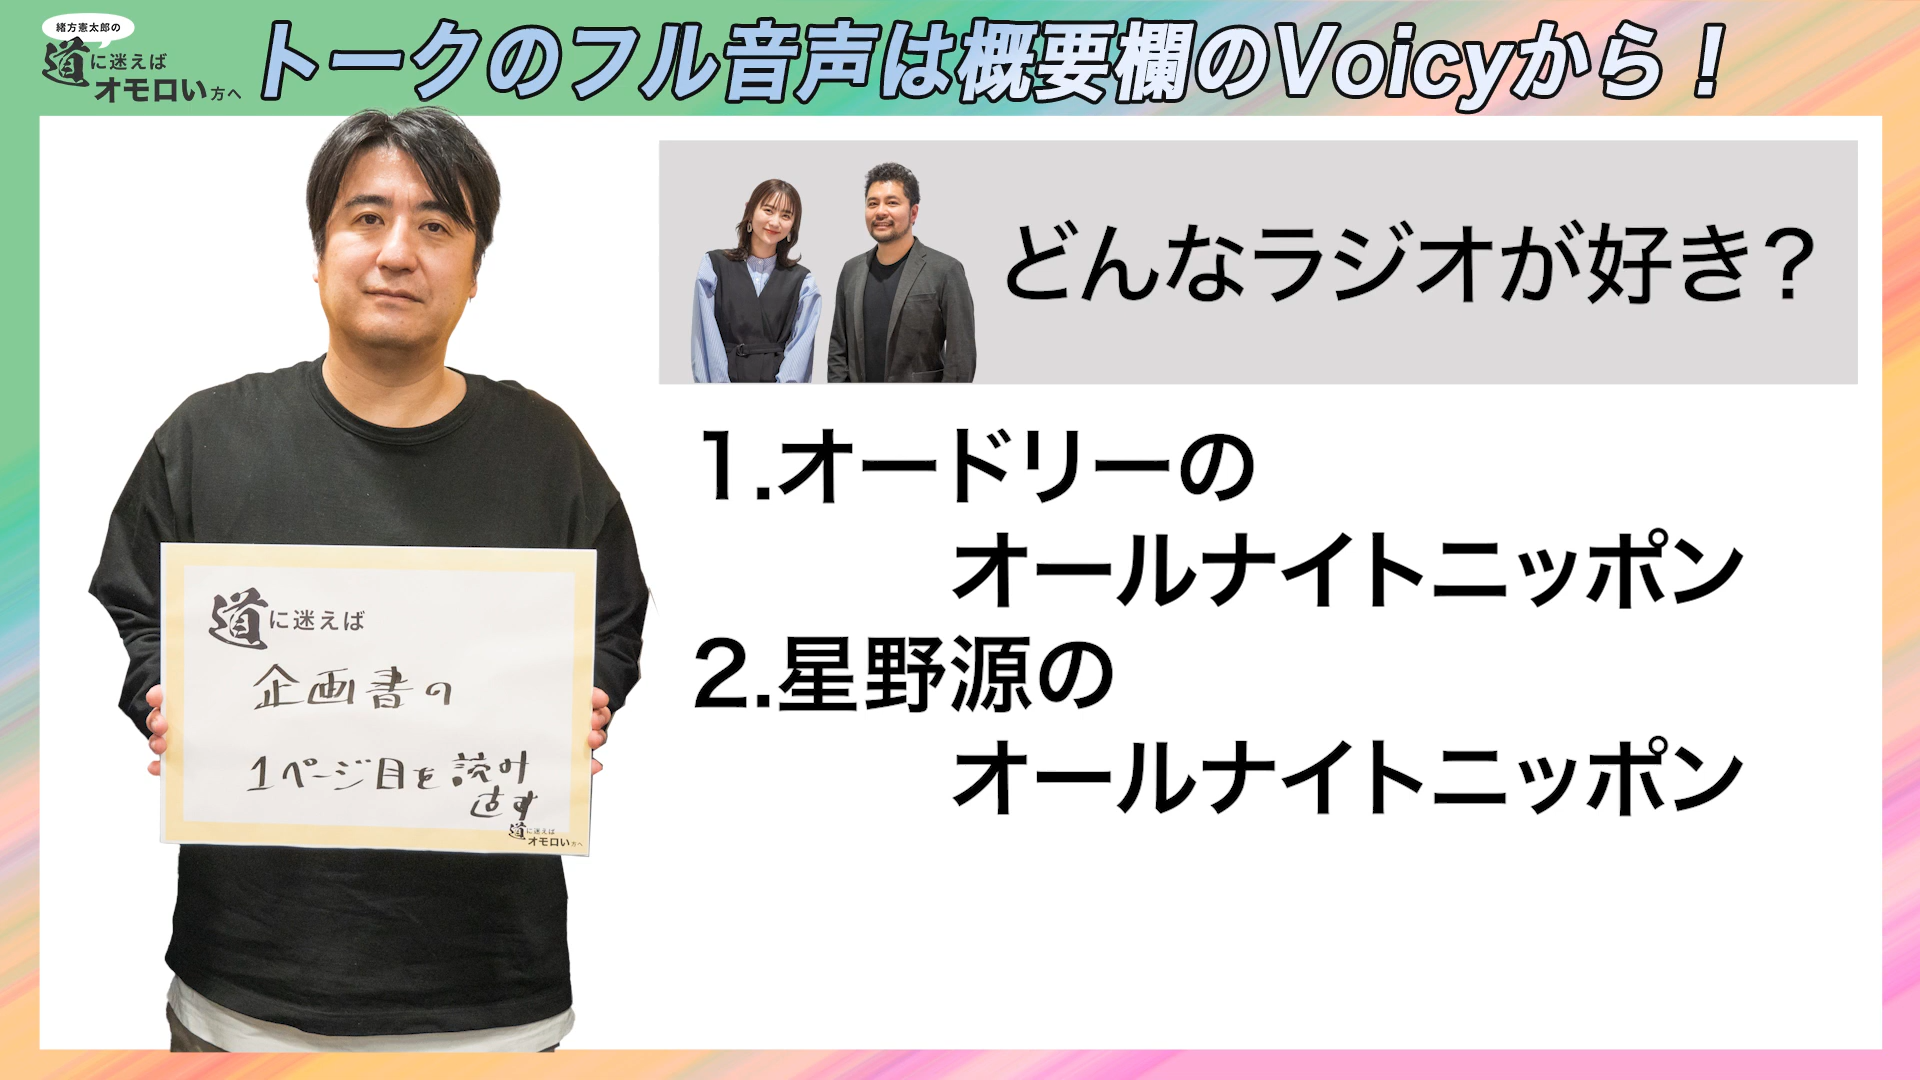 緒方憲太郎の
道に迷えば
オモロい方へ
トークのフル音声は概要欄のVoicyから！
どんなラジオが好き？
1.オードリーの
オールナイトニッポン
2.星野源の
オールナイトニッポン
道に迷えば
企画書の
1ページ目を読み
直す
道に迷えば
オモロい方へ